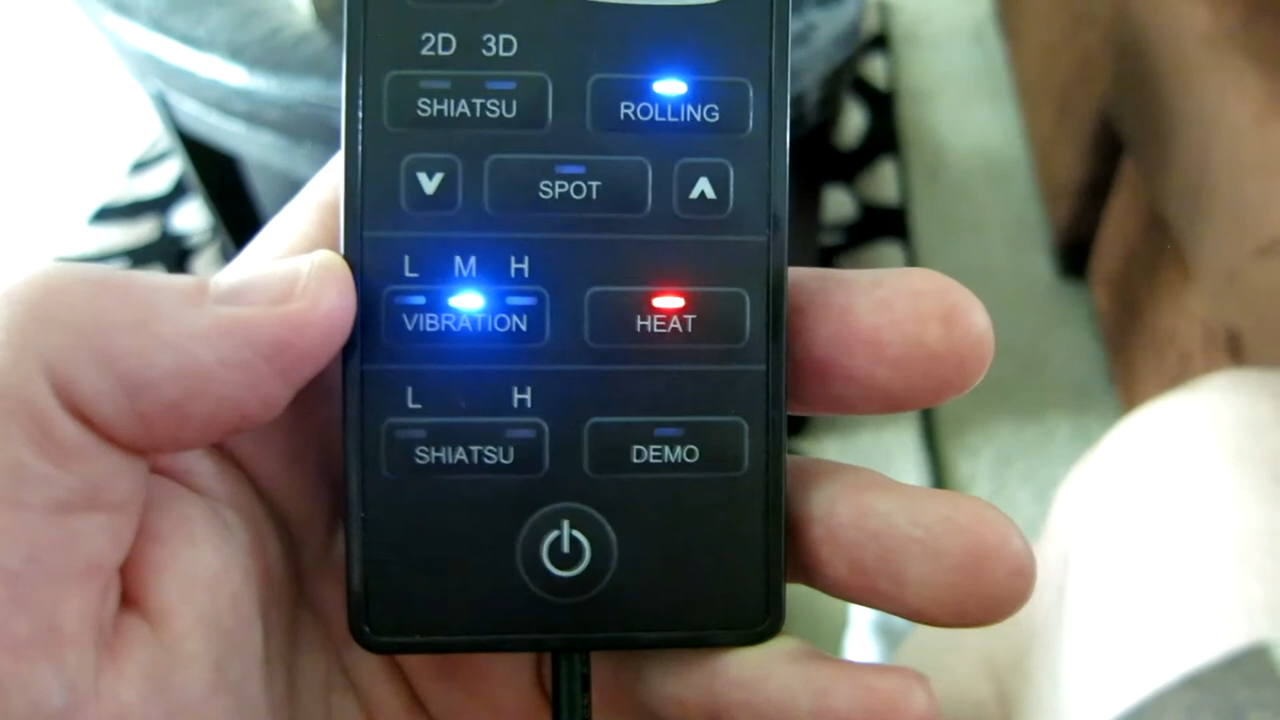 2D 3D
SHIATSU
ROLLING
SPOT
L M H
VIBRATION
HEAT
L H
SHIATSU
DEMO